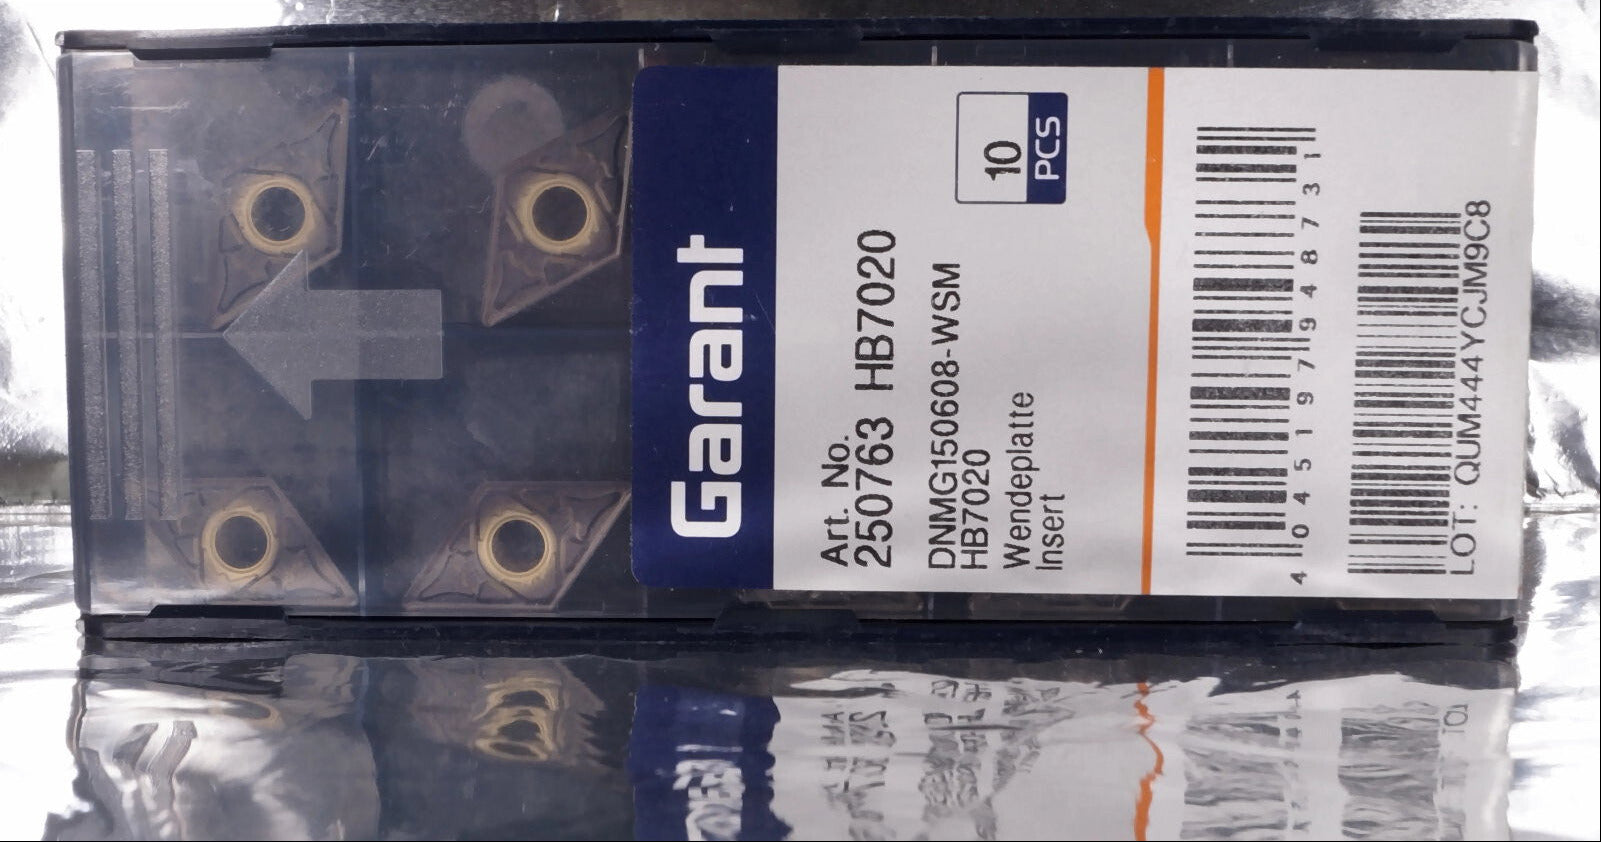 Garant
10
PCS
Art. No.
250763 HB7020
DNMG150608-WSM
HB7020
Wendeplatte
Insert
4 045197 948731
LOT: QUM444YCJM9C8